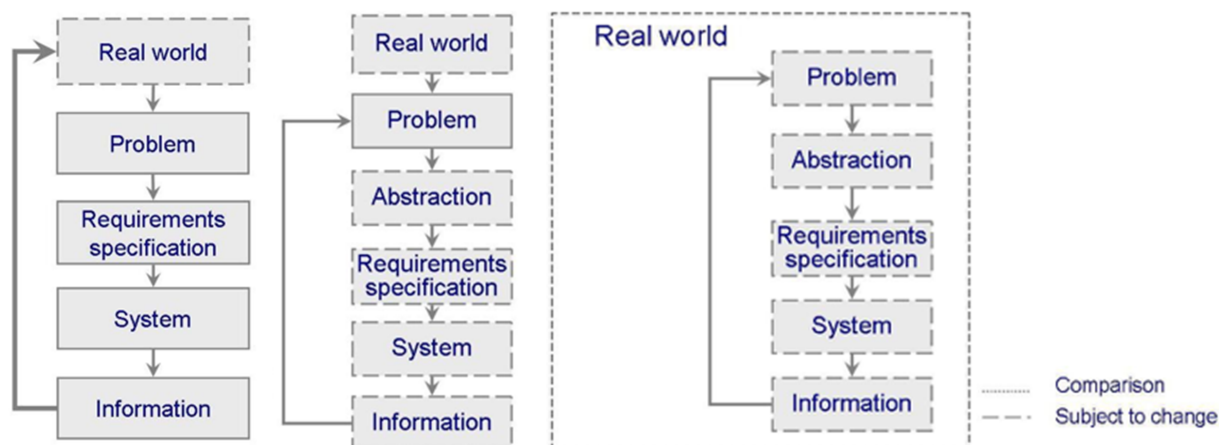 Real world
Problem
Requirements
specification
System
Information
Real world
Problem
Abstraction
Requirements
specification
System
Information
Real world
Problem
Abstraction
Requirements
specification
System
Information
Comparison
Subject to change